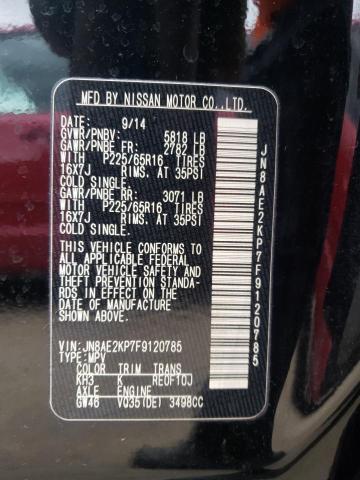 MFD BY NISSAN MOTOR CO.,LTD.
9/14
GVWR/PNBV: 5818 LB
GAWR/PNBE FR: 2782 LB
WITH P225/65R16 TIRES
16X7J RIMS. AT 35PSI
COLD SINGLE.
GAWR/PNBE RR: 3071 LB
WITH P225/65R16 TIRES
16X7J RIMS. AT 35PSI
COLD SINGLE.
THIS VEHICLE CONFORMS TO
ALL APPLICABLE FEDERAL
MOTOR VEHICLE SAFETY AND
THEFT PREVENTION STANDA-
RDS IN EFFECT ON THE
DATE OF MANUFACTURE
SHOWN ABOVE.
VIN:JN8AE2KP7F9120785
TYPE:MPV
COLOR TRIM TRANS
KH3 K RE0F10J
AXLE ENGINE
GW46 VQ35(DE) 3498CC
JN8AE2KP7F9120785